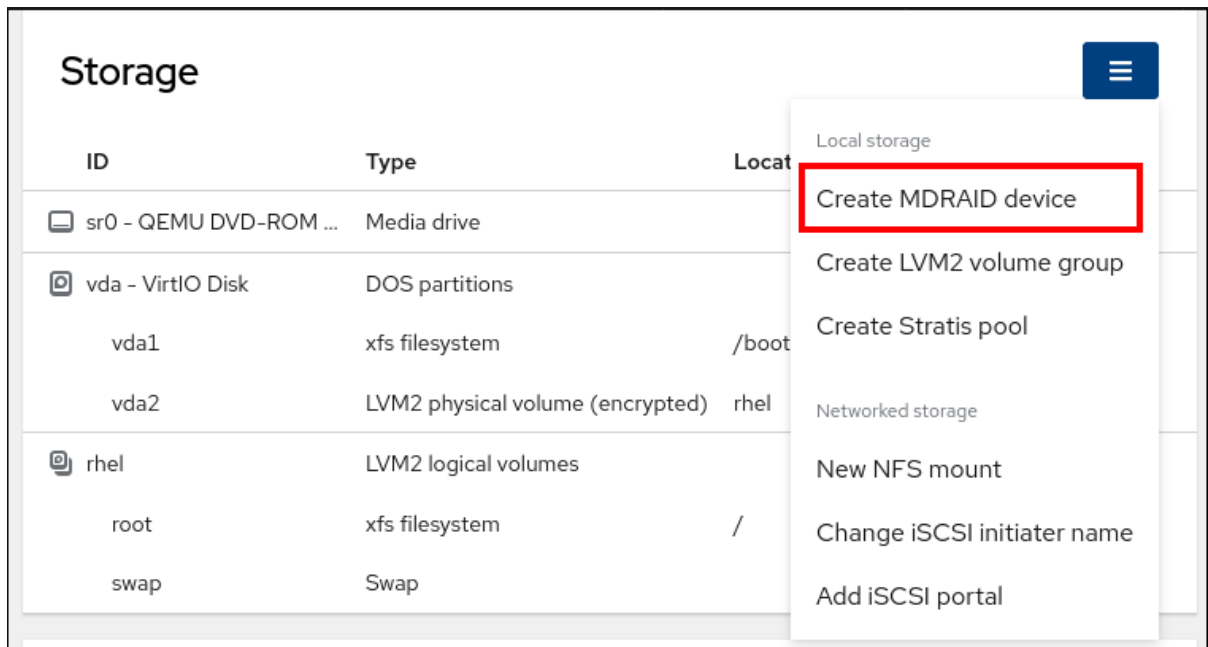 Storage
ID Type Locat
sr0 - QEMU DVD-ROM ... Media drive
vda - VirtIO Disk DOS partitions
vda1 xfs filesystem /boot
vda2 LVM2 physical volume (encrypted) rhel
rhel LVM2 logical volumes
root xfs filesystem /
swap Swap
Local storage
Create MDRAID device
Create LVM2 volume group
Create Stratis pool
Networked storage
New NFS mount
Change iSCSI initiater name
Add iSCSI portal